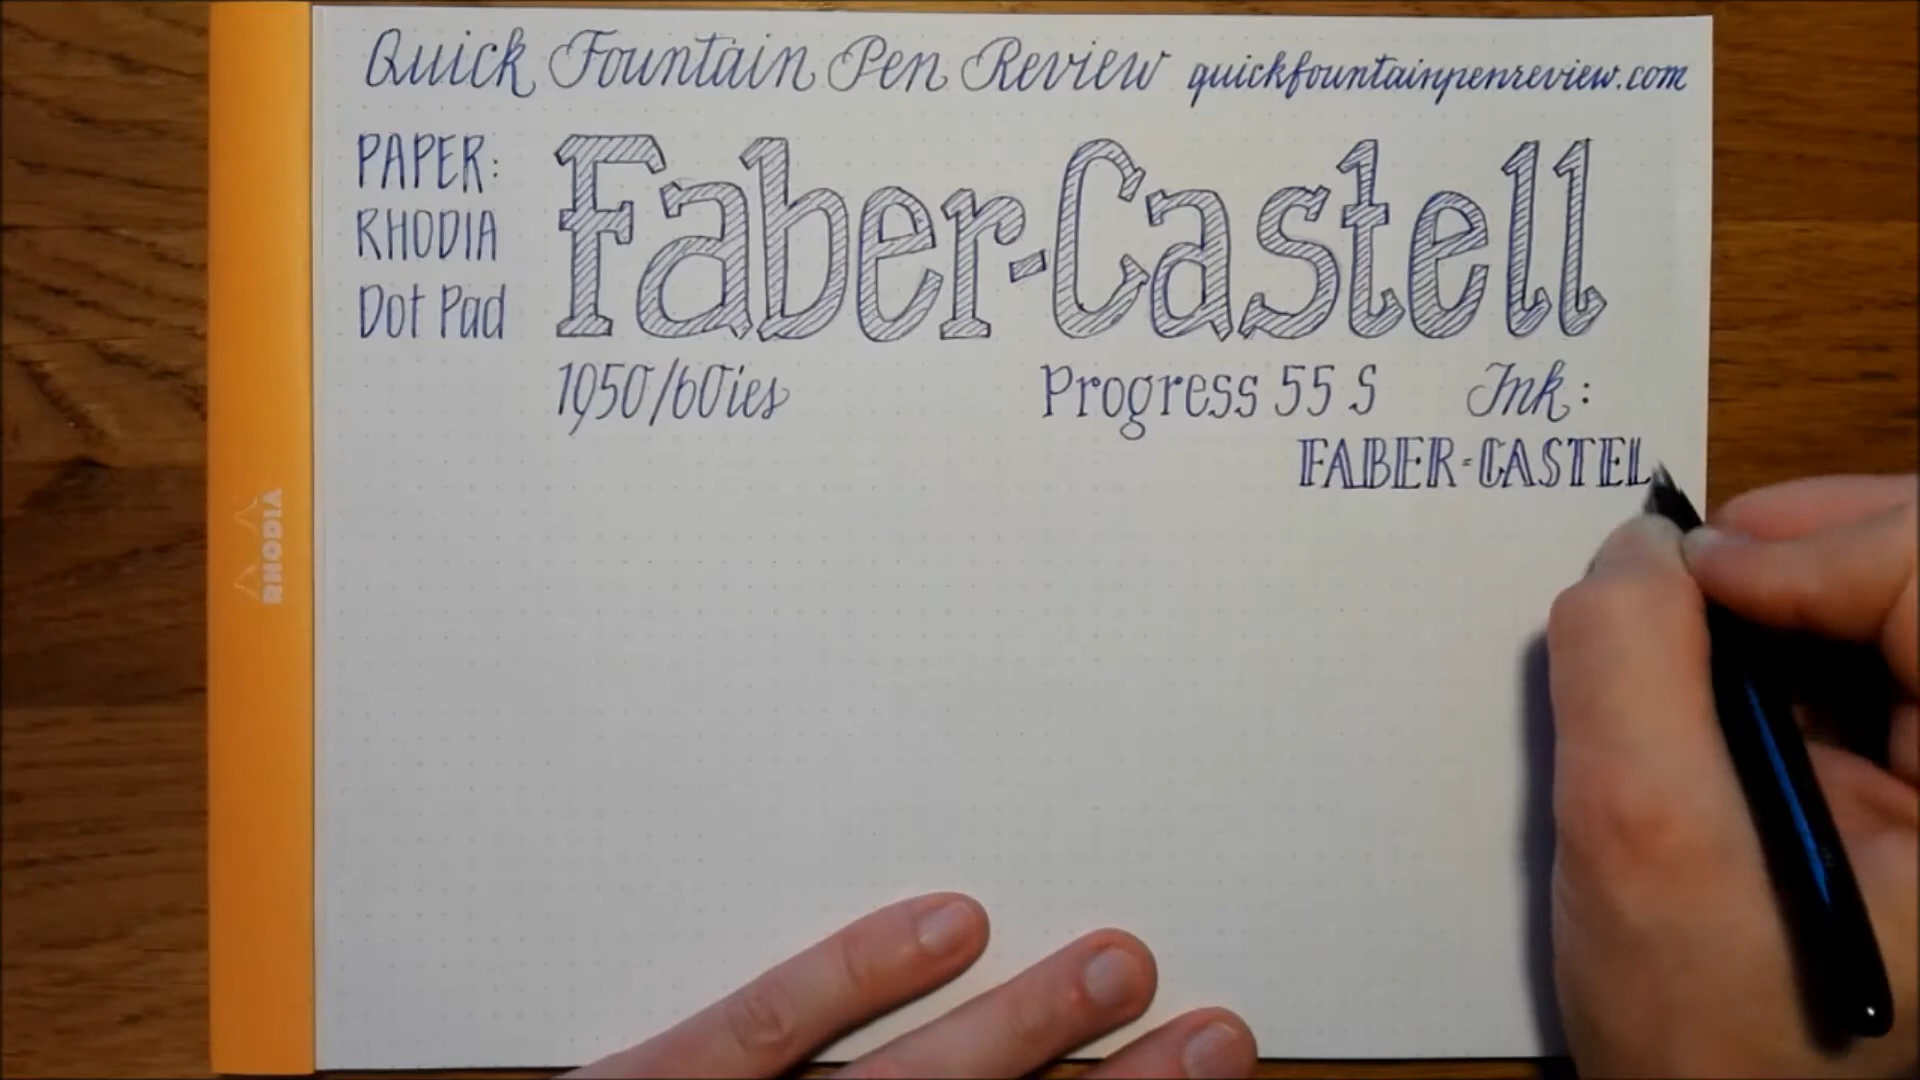 Quick Fountain Pen Review quickfountainpenreview.com
PAPER:
RHODIA
Dot Pad
Faber-Castell
1950/60ies
Progress 55 S
Ink:
FABER-CASTEL
RHODIA